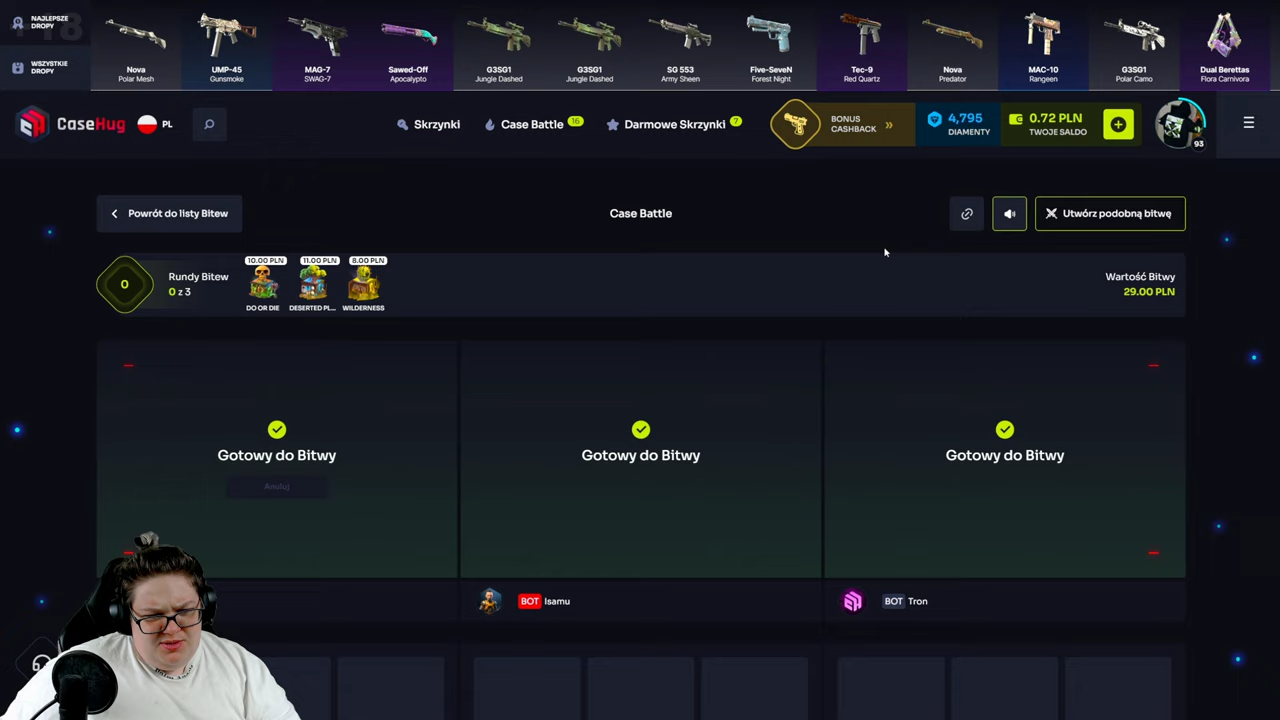 18
NAJLEPSZE
DROPY
WSZYSTKIE
DROPY
Nova
Polar Mesh
UMP-45
Gunsmoke
MAG-7
SWAG-7
Sawed-Off
Apocalypto
G3SG1
Jungle Dashed
G3SG1
Jungle Dashed
SG 553
Army Sheen
Five-SeveN
Forest Night
Tec-9
Red Quartz
Nova
Predator
MAC-10
Rangeen
G3SG1
Polar Camo
Dual Berettas
Flora Carnivora
CaseHug
PL
Skrzynki
Case Battle 16
Darmowe Skrzynki 7
BONUS
CASHBACK »
4,795
DIAMENTY
0.72 PLN
TWOJE SALDO
93
Powrót do listy Bitew
Case Battle
Utwórz podobną bitwę
0
Rundy Bitew
0 z 3
10.00 PLN
DO OR DIE
11.00 PLN
DESERTED PL...
8.00 PLN
WILDERNESS
Wartość Bitwy
29.00 PLN
Gotowy do Bitwy
Anuluj
Gotowy do Bitwy
Gotowy do Bitwy
BOT Isamu
BOT Tron